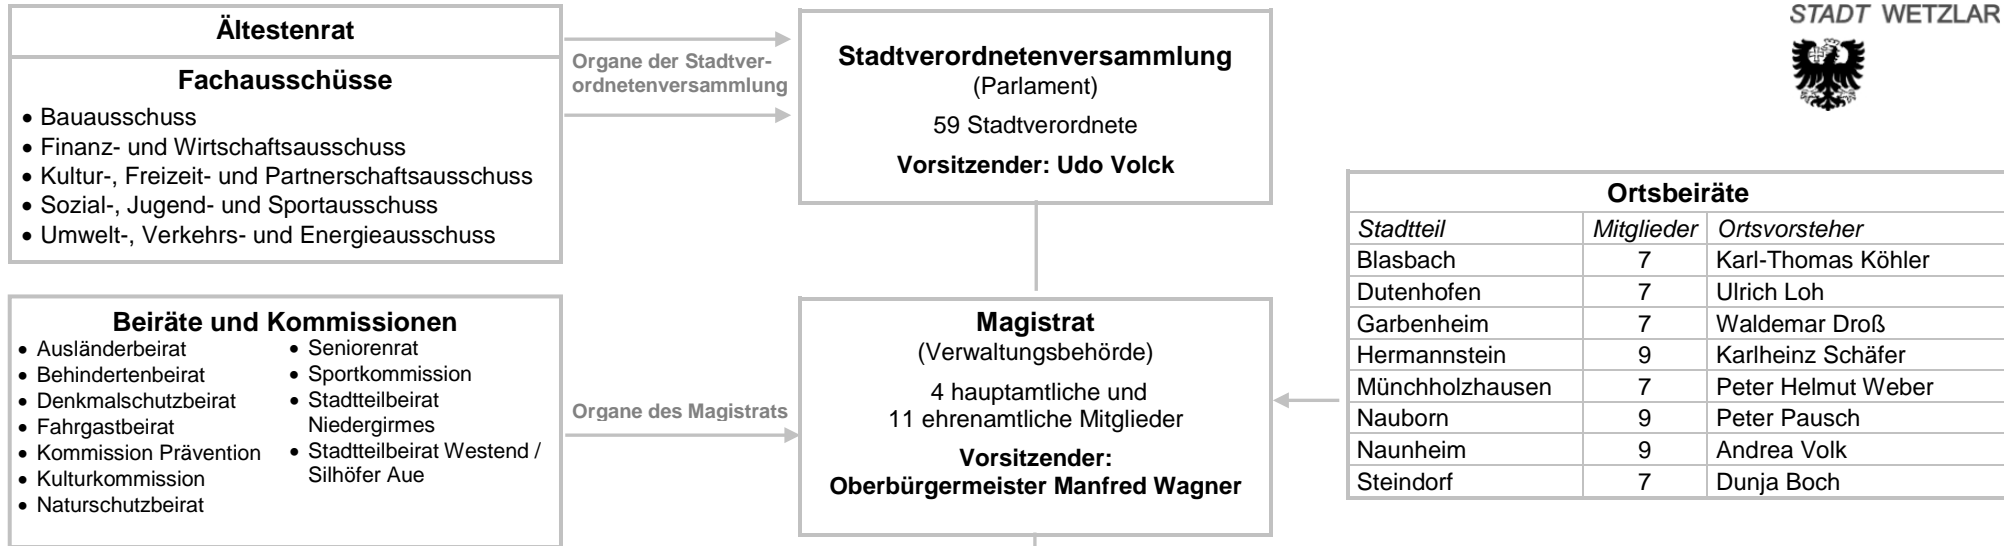 STADT WETZLAR
Ältestenrat
Fachausschüsse
• Bauausschuss
• Finanz- und Wirtschaftsausschuss
• Kultur-, Freizeit- und Partnerschaftsausschuss
• Sozial-, Jugend- und Sportausschuss
• Umwelt-, Verkehrs- und Energieausschuss
Organe der Stadtver-
ordnetenversammlung
Stadtverordnetenversammlung
(Parlament)
59 Stadtverordnete
Vorsitzender: Udo Volck
Beiräte und Kommissionen
• Ausländerbeirat
• Behindertenbeirat
• Denkmalschutzbeirat
• Fahrgastbeirat
• Kommission Prävention
• Kulturkommission
• Naturschutzbeirat
• Seniorenrat
• Sportkommission
• Stadtteilbeirat
Niedergirmes
• Stadtteilbeirat Westend /
Silhöfer Aue
Organe des Magistrats
Magistrat
(Verwaltungsbehörde)
4 hauptamtliche und
11 ehrenamtliche Mitglieder
Vorsitzender:
Oberbürgermeister Manfred Wagner
Ortsbeiräte
Stadtteil Mitglieder Ortsvorsteher
Blasbach 7 Karl-Thomas Köhler
Dutenhofen 7 Ulrich Loh
Garbenheim 7 Waldemar Droß
Hermannstein 9 Karlheinz Schäfer
Münchholzhausen 7 Peter Helmut Weber
Nauborn 9 Peter Pausch
Naunheim 9 Andrea Volk
Steindorf 7 Dunja Boch